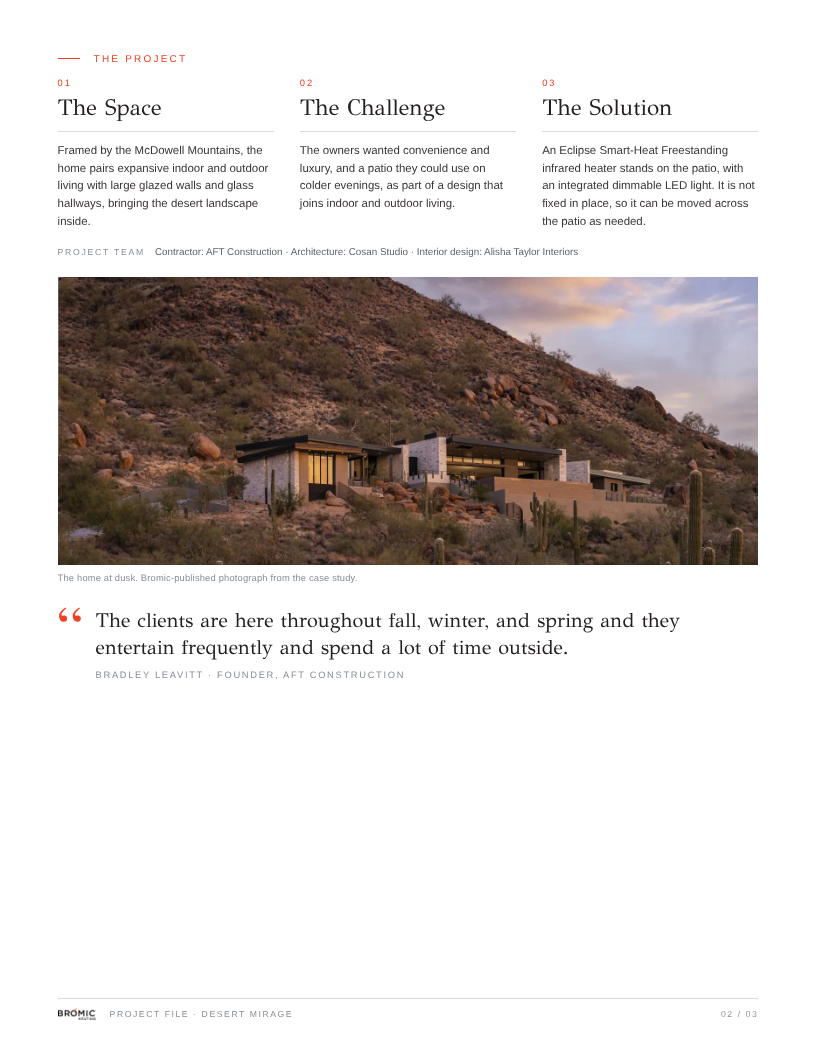 THE PROJECT
01
The Space
Framed by the McDowell Mountains, the
home pairs expansive indoor and outdoor
living with large glazed walls and glass
hallways, bringing the desert landscape
inside.
02
The Challenge
The owners wanted convenience and
luxury, and a patio they could use on
colder evenings, as part of a design that
joins indoor and outdoor living.
03
The Solution
An Eclipse Smart-Heat Freestanding
infrared heater stands on the patio, with
an integrated dimmable LED light. It is not
fixed in place, so it can be moved across
the patio as needed.
PROJECT TEAM Contractor: AFT Construction · Architecture: Cosan Studio · Interior design: Alisha Taylor Interiors
The home at dusk. Bromic-published photograph from the case study.
“The clients are here throughout fall, winter, and spring and they
entertain frequently and spend a lot of time outside.
BRADLEY LEAVITT · FOUNDER, AFT CONSTRUCTION
BROMIC
HEATING
PROJECT FILE · DESERT MIRAGE
02 / 03